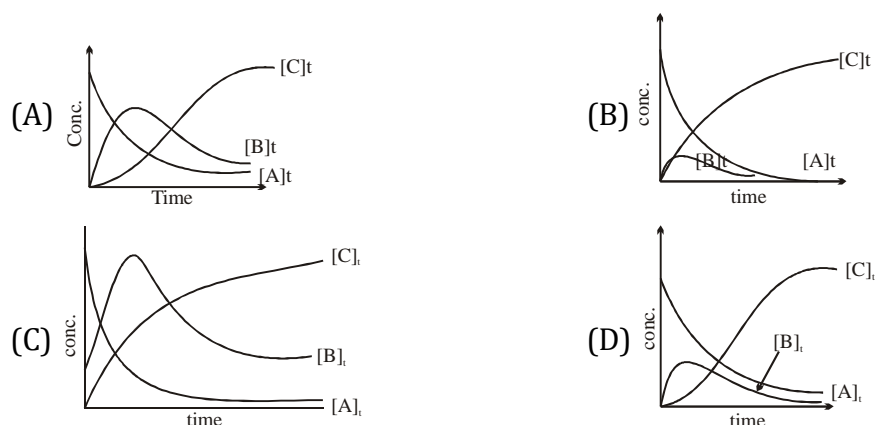 (A)
Conc.
[C]t
[B]t
[A]t
Time
(B)
conc.
[C]t
[B]t
[A]t
time
(C)
conc.
[C]ₜ
[B]ₜ
[A]ₜ
time
(D)
conc.
[C]ₜ
[B]ₜ
[A]ₜ
time